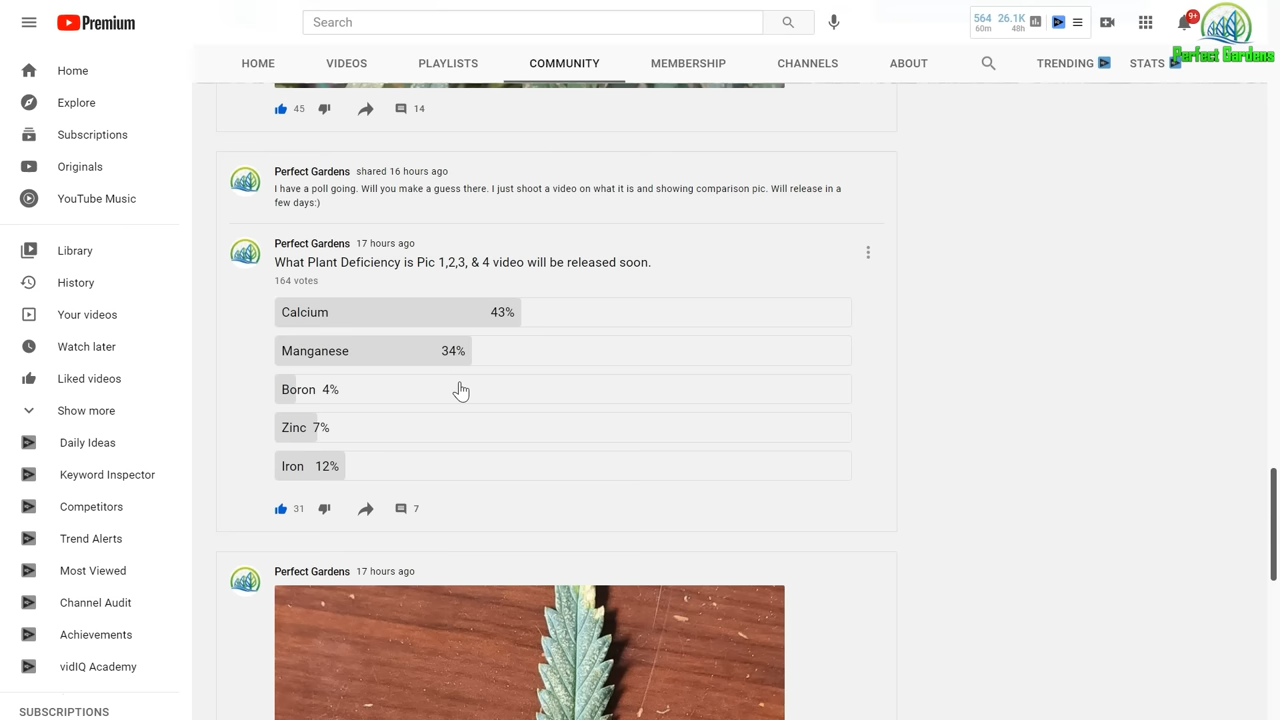 Premium
Search
564 26.1K
60m 48h
9+
Perfect Gardens
HOME VIDEOS PLAYLISTS COMMUNITY MEMBERSHIP CHANNELS ABOUT TRENDING STATS
Home
Explore
Subscriptions
Originals
YouTube Music
Library
History
Your videos
Watch later
Liked videos
Show more
Daily Ideas
Keyword Inspector
Competitors
Trend Alerts
Most Viewed
Channel Audit
Achievements
vidIQ Academy
SUBSCRIPTIONS
45 14
Perfect Gardens shared 16 hours ago
I have a poll going. Will you make a guess there. I just shoot a video on what it is and showing comparison pic. Will release in a
few days:)
Perfect Gardens 17 hours ago
What Plant Deficiency is Pic 1,2,3, & 4 video will be released soon.
164 votes
Calcium 43%
Manganese 34%
Boron 4%
Zinc 7%
Iron 12%
31 7
Perfect Gardens 17 hours ago